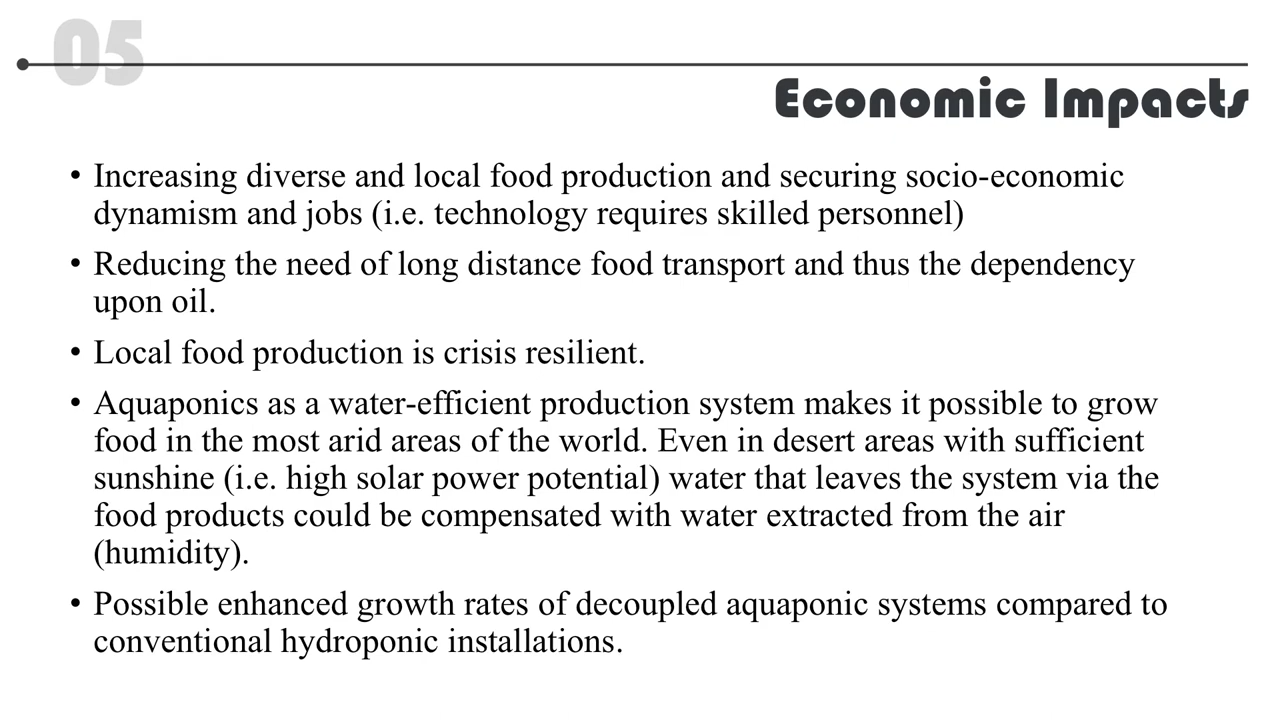 05
Economic Impacts
• Increasing diverse and local food production and securing socio-economic
dynamism and jobs (i.e. technology requires skilled personnel)
• Reducing the need of long distance food transport and thus the dependency
upon oil.
• Local food production is crisis resilient.
• Aquaponics as a water-efficient production system makes it possible to grow
food in the most arid areas of the world. Even in desert areas with sufficient
sunshine (i.e. high solar power potential) water that leaves the system via the
food products could be compensated with water extracted from the air
(humidity).
• Possible enhanced growth rates of decoupled aquaponic systems compared to
conventional hydroponic installations.